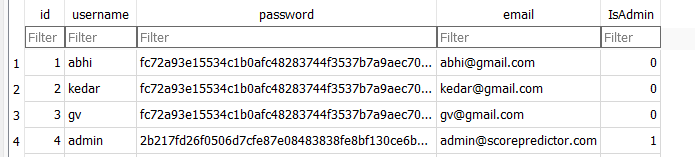 id username password email IsAdmin
Filter Filter Filter Filter Filter
1 1 abhi fc72a93e15534c1b0afc48283744f3537b7a9aec70... abhi@gmail.com 0
2 2 kedar fc72a93e15534c1b0afc48283744f3537b7a9aec70... kedar@gmail.com 0
3 3 gv fc72a93e15534c1b0afc48283744f3537b7a9aec70... gv@gmail.com 0
4 4 admin 2b217fd26f0506d7cfe87e08483838fe8bf130ce6b... admin@scorepredictor.com 1